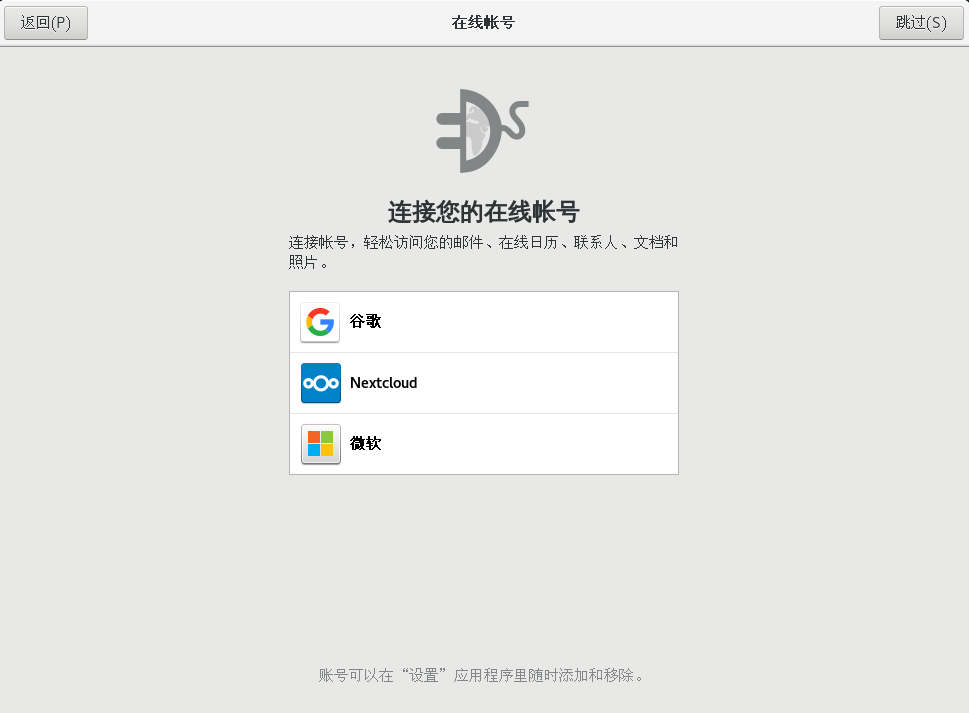 返回(P)
在线帐号
跳过(S)
连接您的在线帐号
连接帐号，轻松访问您的邮件、在线日历、联系人、文档和
照片。
谷歌
Nextcloud
微软
账号可以在“设置”应用程序里随时添加和移除。